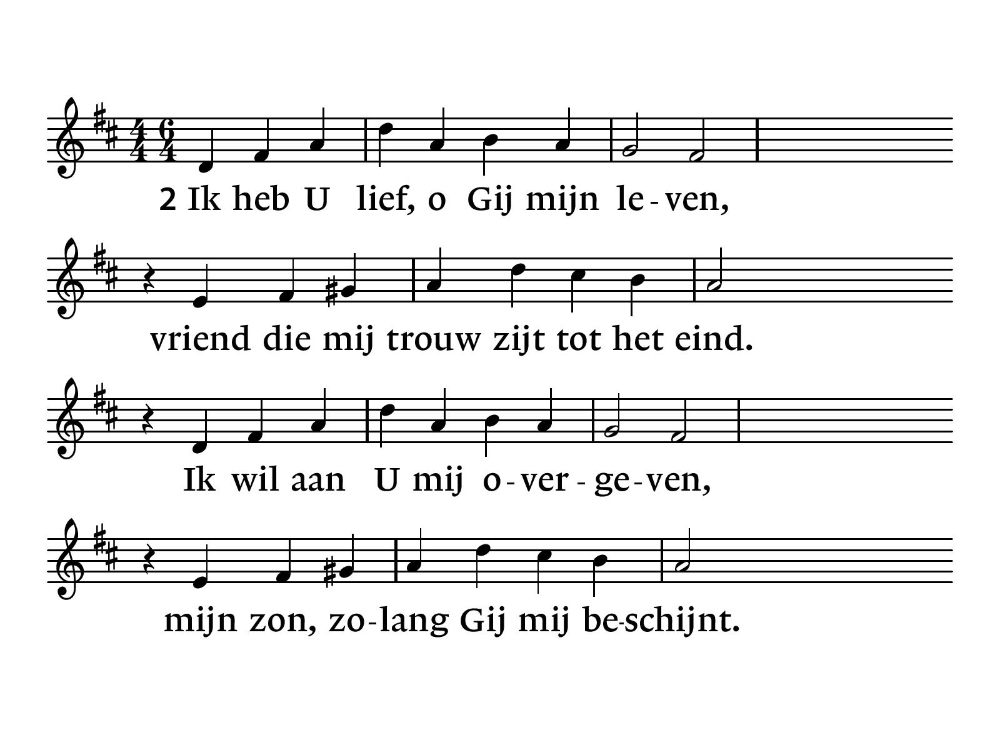 2 Ik heb U lief, o Gij mijn le-ven,
vriend die mij trouw zijt tot het eind.
Ik wil aan U mij o-ver-ge-ven,
mijn zon, zo-lang Gij mij be-schijnt.